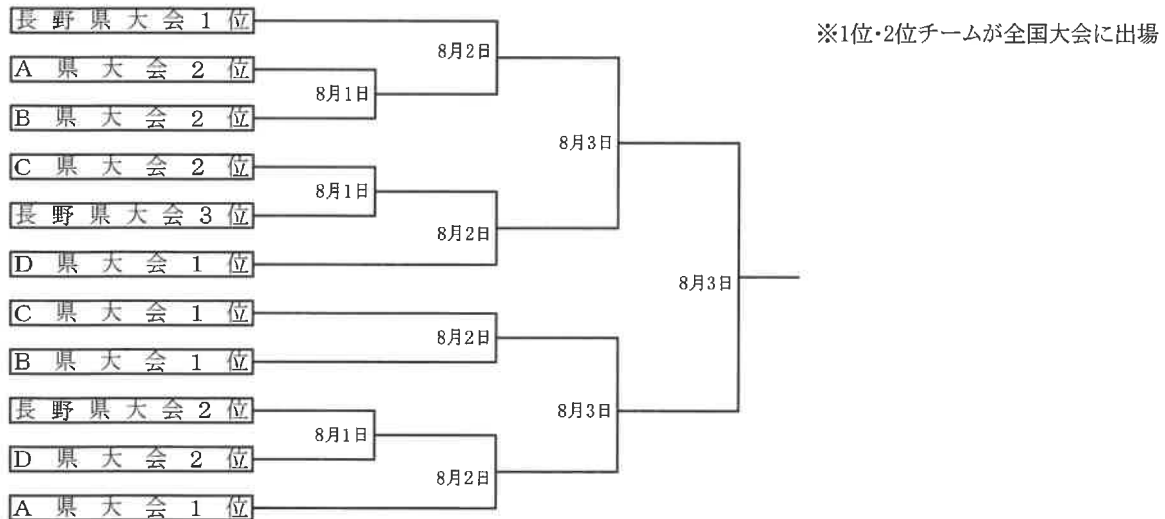 長野県大会1位
8月2日
※1位・2位チームが全国大会に出場
A県大会2位
8月1日
B県大会2位
8月3日
C県大会2位
8月1日
長野県大会3位
8月2日
D県大会1位
8月3日
C県大会1位
8月2日
B県大会1位
長野県大会2位
8月3日
8月1日
D県大会2位
8月2日
A県大会1位